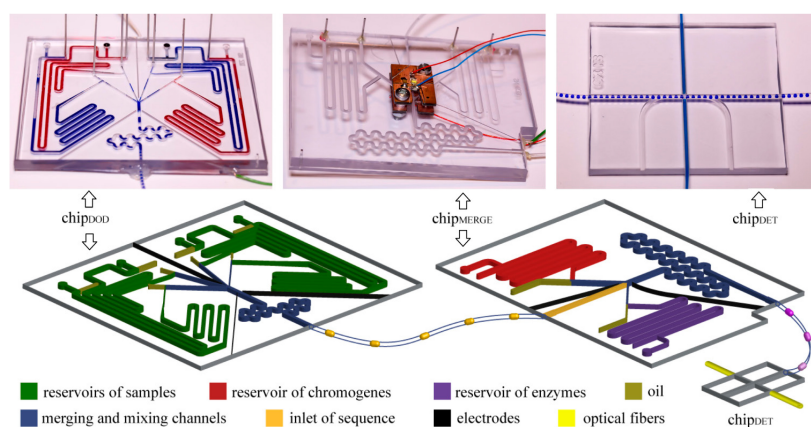 chipDOD
chipMERGE
chipDET
reservoirs of samples
reservoir of chromogenes
reservoir of enzymes
oil
merging and mixing channels
inlet of sequence
electrodes
optical fibers
chipDET